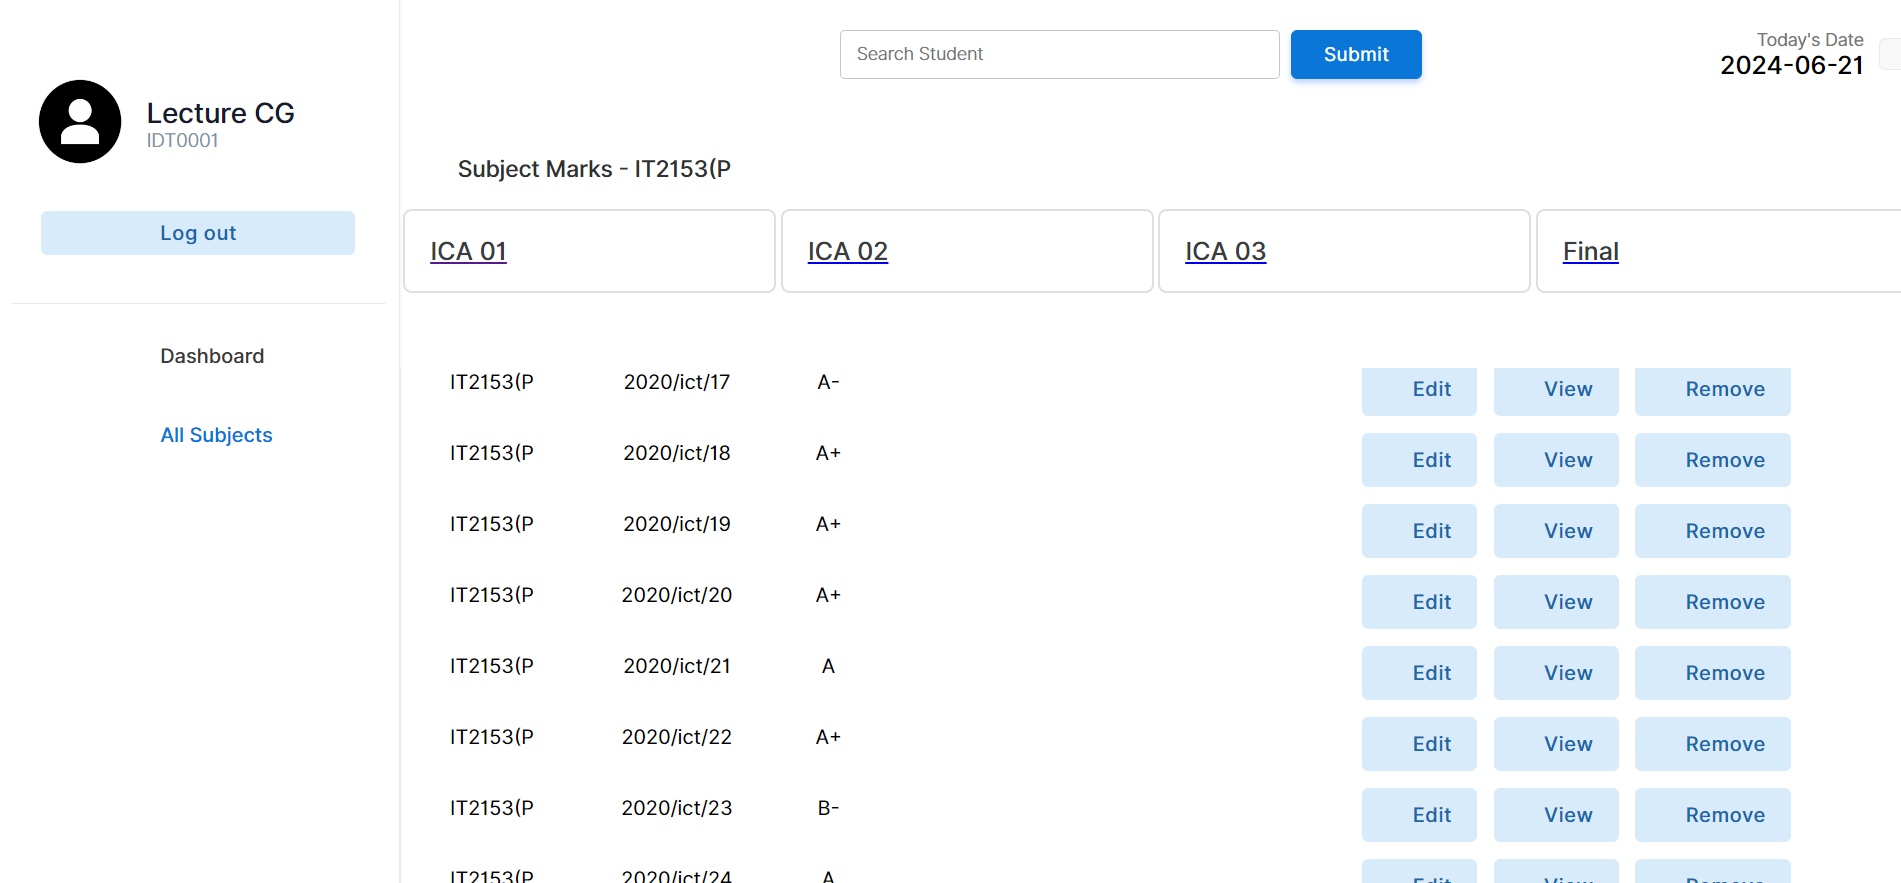 Search Student
Submit
Today's Date
2024-06-21
Lecture CG
IDT0001
Log out
Dashboard
All Subjects
Subject Marks - IT2153(P
ICA 01 ICA 02 ICA 03 Final
IT2153(P 2020/ict/17 A- Edit View Remove
IT2153(P 2020/ict/18 A+ Edit View Remove
IT2153(P 2020/ict/19 A+ Edit View Remove
IT2153(P 2020/ict/20 A+ Edit View Remove
IT2153(P 2020/ict/21 A Edit View Remove
IT2153(P 2020/ict/22 A+ Edit View Remove
IT2153(P 2020/ict/23 B- Edit View Remove
IT2153(P 2020/ict/24 A Edit View Remove